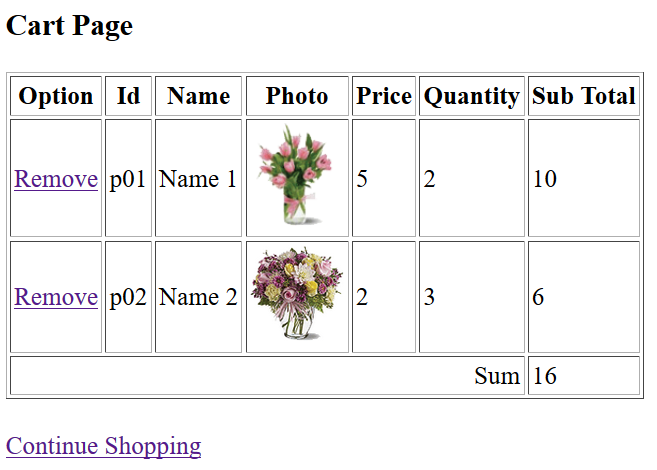 Cart Page
Option Id Name Photo Price Quantity Sub Total
Remove p01 Name 1 5 2 10
Remove p02 Name 2 2 3 6
Sum 16
Continue Shopping